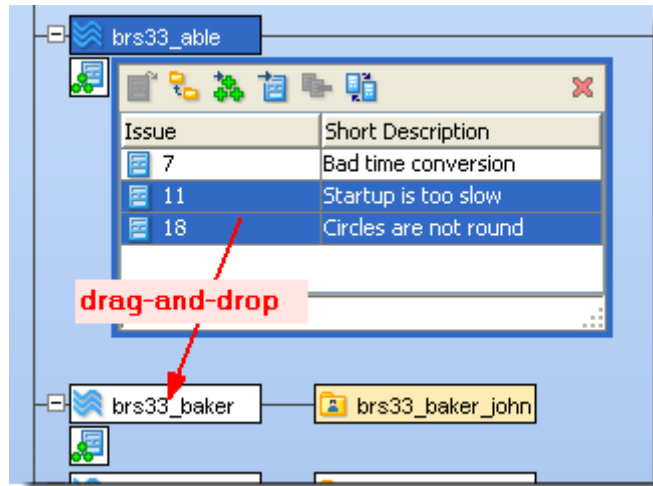 brs33_able
Issue Short Description
7 Bad time conversion
11 Startup is too slow
18 Circles are not round
drag-and-drop
brs33_baker brs33_baker_john